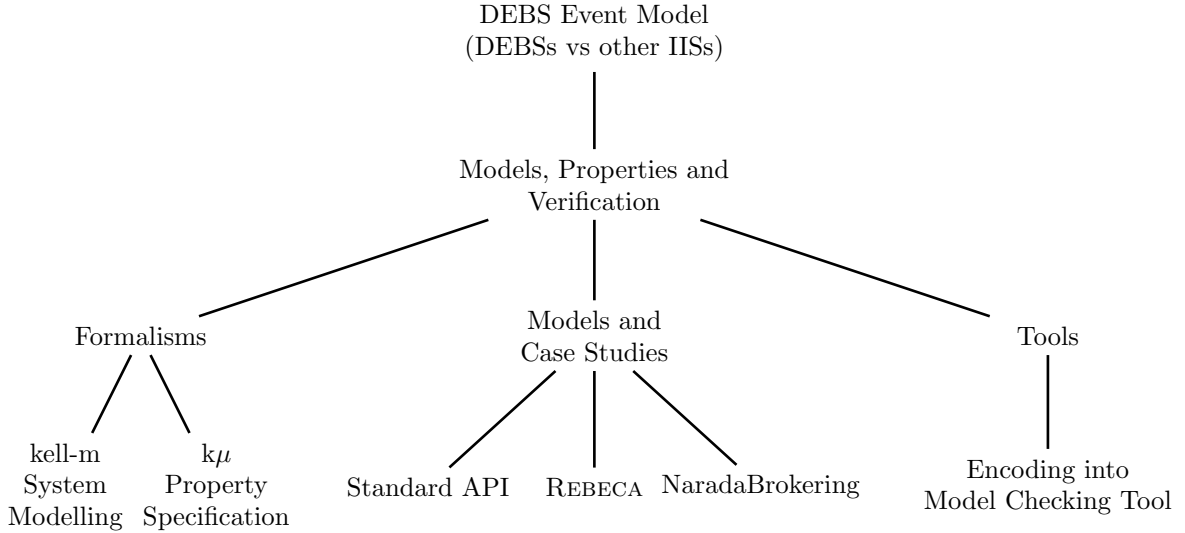 DEBS Event Model
(DEBSs vs other IISs)
Models, Properties and
Verification
Formalisms
Models and
Case Studies
Tools
kell-m
System
Modelling
kμ
Property
Specification
Standard API
REBECA
NaradaBrokering
Encoding into
Model Checking Tool